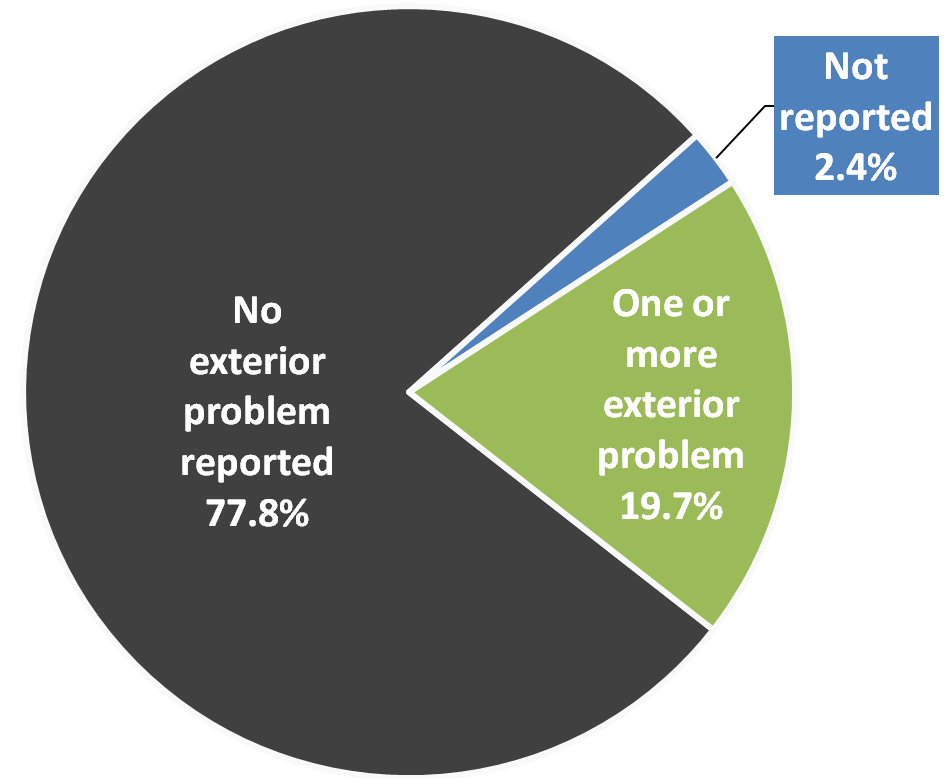 Not
reported
2.4%
No
exterior
problem
reported
77.8%
One or
more
exterior
problem
19.7%